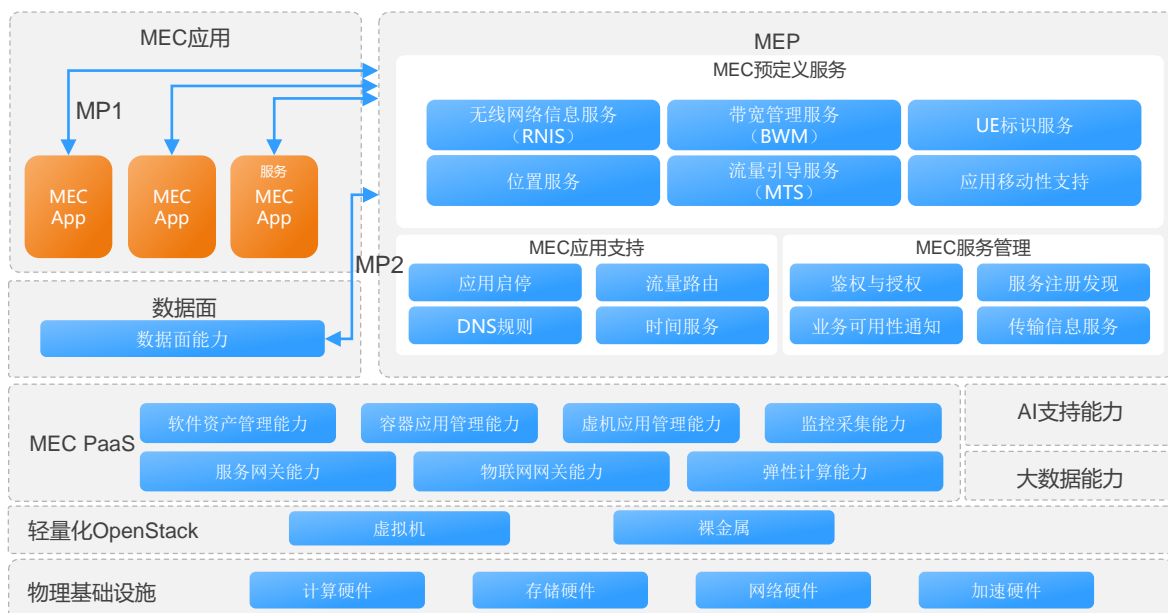 MEC应用
MP1
服务
MEC
App
MEC
App
MEC
App
MP2
数据面
数据面能力
MEP
MEC预定义服务
无线网络信息服务
（RNIS）
带宽管理服务
（BWM）
UE标识服务
位置服务
流量引导服务
（MTS）
应用移动性支持
MEC应用支持
应用启停
流量路由
DNS规则
时间服务
MEC服务管理
鉴权与授权
服务注册发现
业务可用性通知
传输信息服务
MEC PaaS
软件资产管理能力
容器应用管理能力
虚机应用管理能力
监控采集能力
服务网关能力
物联网网关能力
弹性计算能力
AI支持能力
大数据能力
轻量化OpenStack
虚拟机
裸金属
物理基础设施
计算硬件
存储硬件
网络硬件
加速硬件